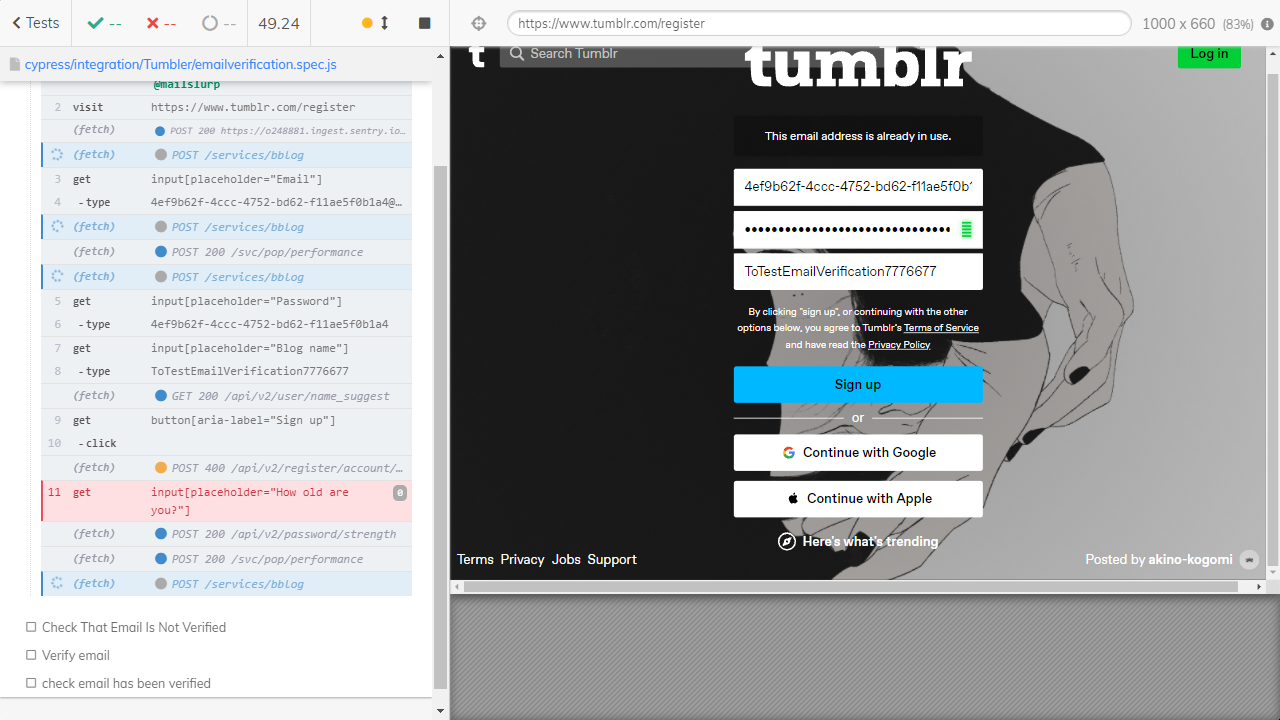 Tests
--
--
--
49.24
https://www.tumblr.com/register
1000 x 660 (83%)
cypress/integration/Tumbler/emailverification.spec.js
@mailslurp
2 visit https://www.tumblr.com/register
(fetch) POST 200 https://o248881.ingest.sentry.io…
(fetch) POST /services/bblog
3 get input[placeholder="Email"]
4 -type 4ef9b62f-4ccc-4752-bd62-f11ae5f0b1a4@…
(fetch) POST /services/bblog
(fetch) POST 200 /svc/pop/performance
(fetch) POST /services/bblog
5 get input[placeholder="Password"]
6 -type 4ef9b62f-4ccc-4752-bd62-f11ae5f0b1a4
7 get input[placeholder="Blog name"]
8 -type ToTestEmailVerification7776677
(fetch) GET 200 /api/v2/user/name_suggest
9 get button[aria-label="Sign up"]
10 -click
(fetch) POST 400 /api/v2/register/account/…
11 get input[placeholder="How old are 0
you?"]
(fetch) POST 200 /api/v2/password/strength
(fetch) POST 200 /svc/pop/performance
(fetch) POST /services/bblog
Check That Email Is Not Verified
Verify email
check email has been verified
t
Search Tumblr
Log in
tumblr
This email address is already in use.
4ef9b62f-4ccc-4752-bd62-f11ae5f0b1
ToTestEmailVerification7776677
By clicking "sign up", or continuing with the other
options below, you agree to Tumblr's Terms of Service
and have read the Privacy Policy
Sign up
or
Continue with Google
Continue with Apple
Here's what's trending
Terms Privacy Jobs Support
Posted by akino-kogomi